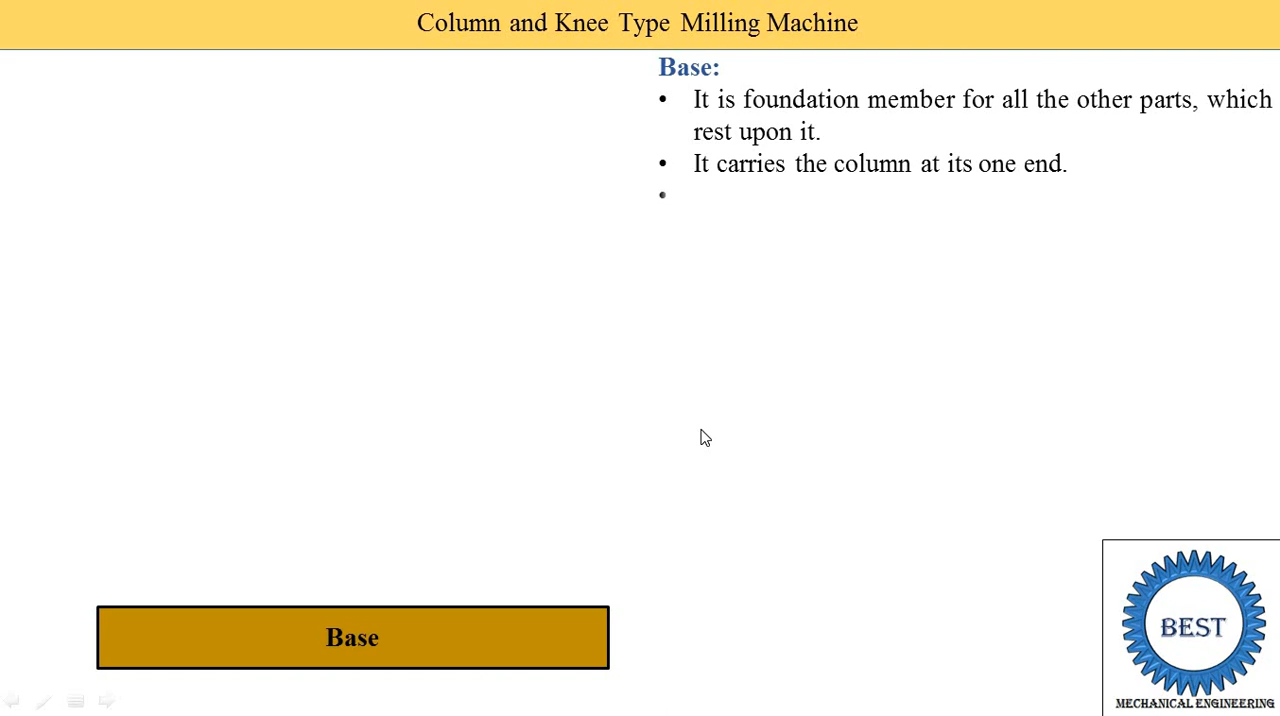 Column and Knee Type Milling Machine
Base:
• It is foundation member for all the other parts, which
rest upon it.
• It carries the column at its one end.
•
Base
BEST
MECHANICAL ENGINEERING